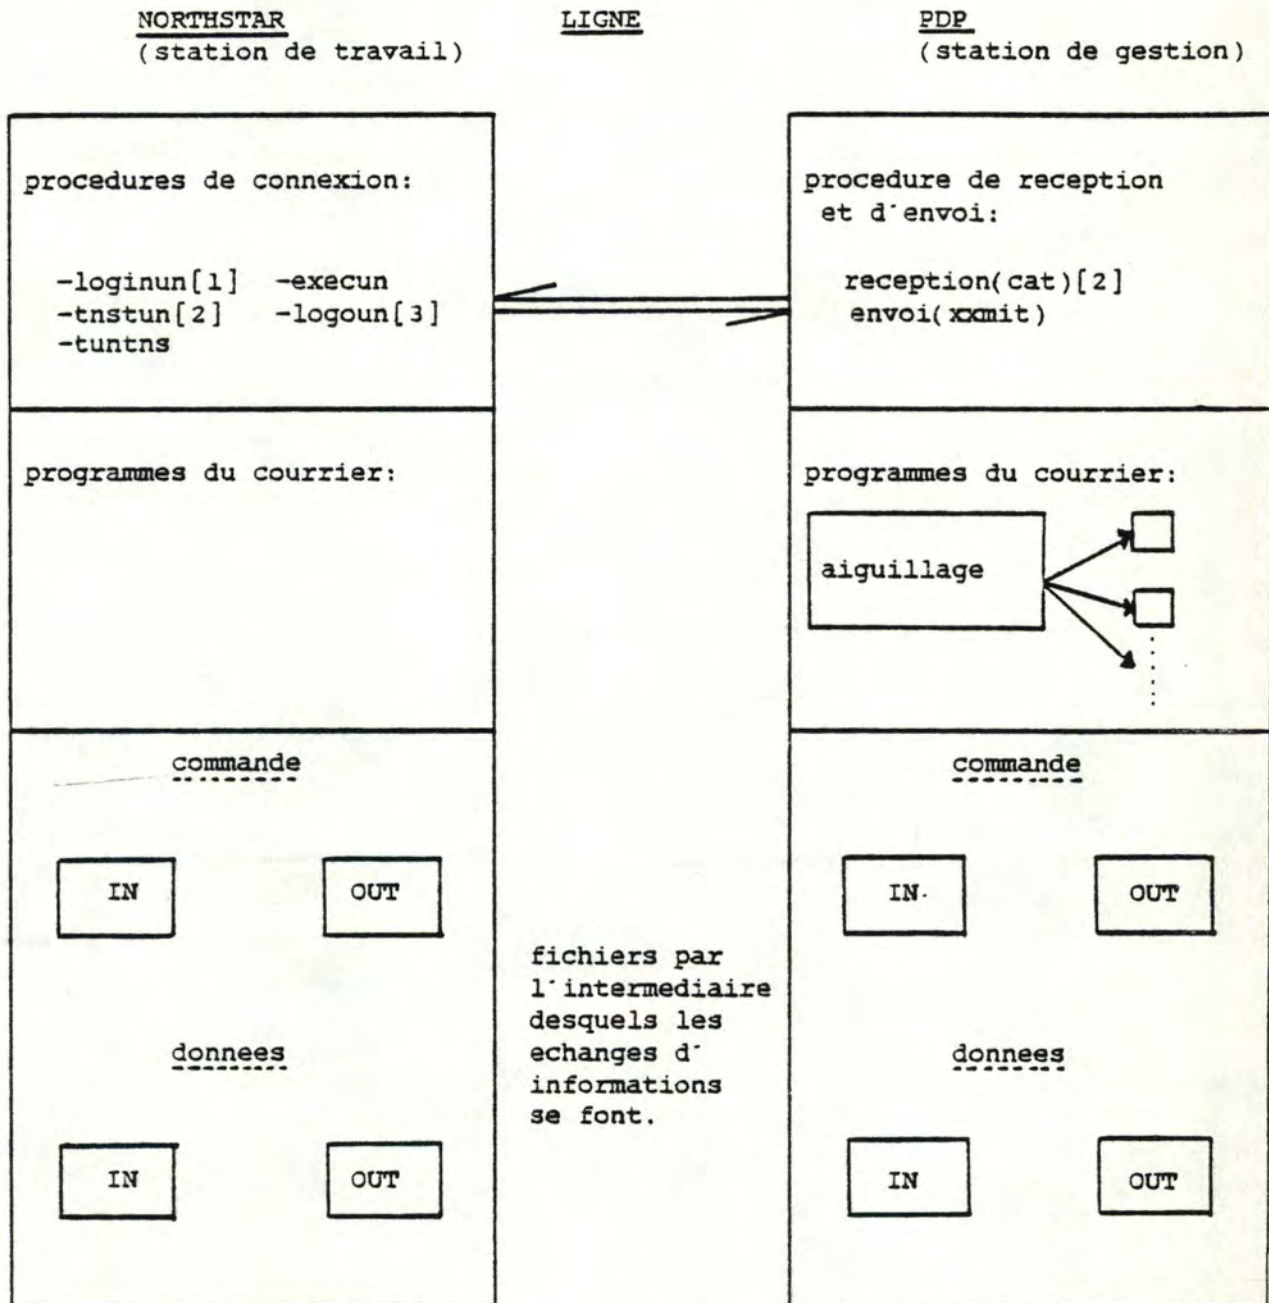 NORTHSTAR
(station de travail)
LIGNE
PDP
(station de gestion)
procedures de connexion:
-loginun[1] -execun
-tnstun[2] -logoun[3]
-tuntns
procedure de reception
et d'envoi:
reception(cat)[2]
envoi(xxmit)
programmes du courrier:
programmes du courrier:
aiguillage
commande
IN OUT
donnees
IN OUT
fichiers par
l'intermediaire
desquels les
echanges d'
informations
se font.
commande
IN OUT
donnees
IN OUT